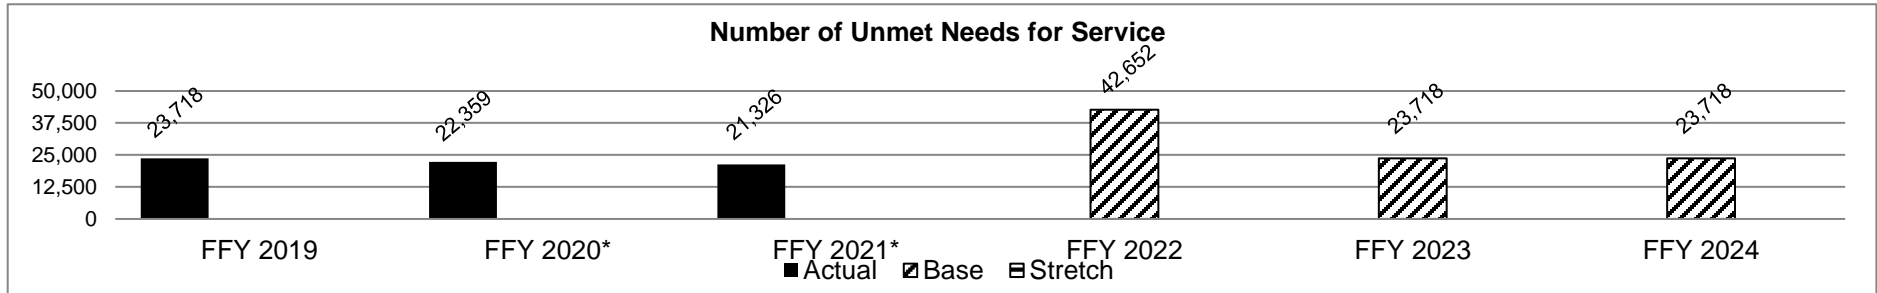 Number of Unmet Needs for Service
50,000
37,500
25,000
12,500
0
23,718
22,359
21,326
42,652
23,718
23,718
FFY 2019
FFY 2020*
FFY 2021*
FFY 2022
FFY 2023
FFY 2024
Actual Base Stretch